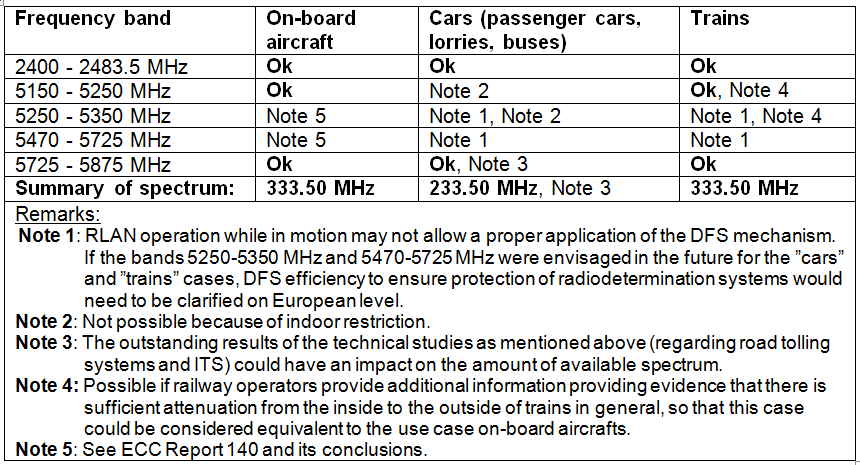 Frequency band On-board aircraft Cars (passenger cars, lorries, buses) Trains
2400 - 2483.5 MHz Ok Ok Ok
5150 - 5250 MHz Ok Note 2 Ok, Note 4
5250 - 5350 MHz Note 5 Note 1, Note 2 Note 1, Note 4
5470 - 5725 MHz Note 5 Note 1 Note 1
5725 - 5875 MHz Ok Ok, Note 3 Ok
Summary of spectrum: 333.50 MHz 233.50 MHz, Note 3 333.50 MHz
Remarks:
Note 1: RLAN operation while in motion may not allow a proper application of the DFS mechanism.
If the bands 5250-5350 MHz and 5470-5725 MHz were envisaged in the future for the ”cars”
and ”trains” cases, DFS efficiency to ensure protection of radiodetermination systems would
need to be clarified on European level.
Note 2: Not possible because of indoor restriction.
Note 3: The outstanding results of the technical studies as mentioned above (regarding road tolling
systems and ITS) could have an impact on the amount of available spectrum.
Note 4: Possible if railway operators provide additional information providing evidence that there is
sufficient attenuation from the inside to the outside of trains in general, so that this case
could be considered equivalent to the use case on-board aircrafts.
Note 5: See ECC Report 140 and its conclusions.